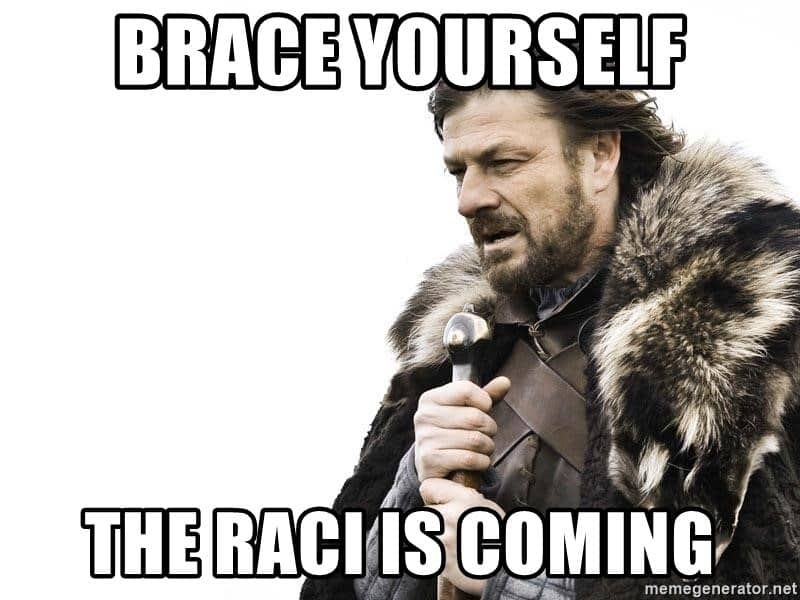 BRACE YOURSELF
THE RACI IS COMING
memegenerator.net